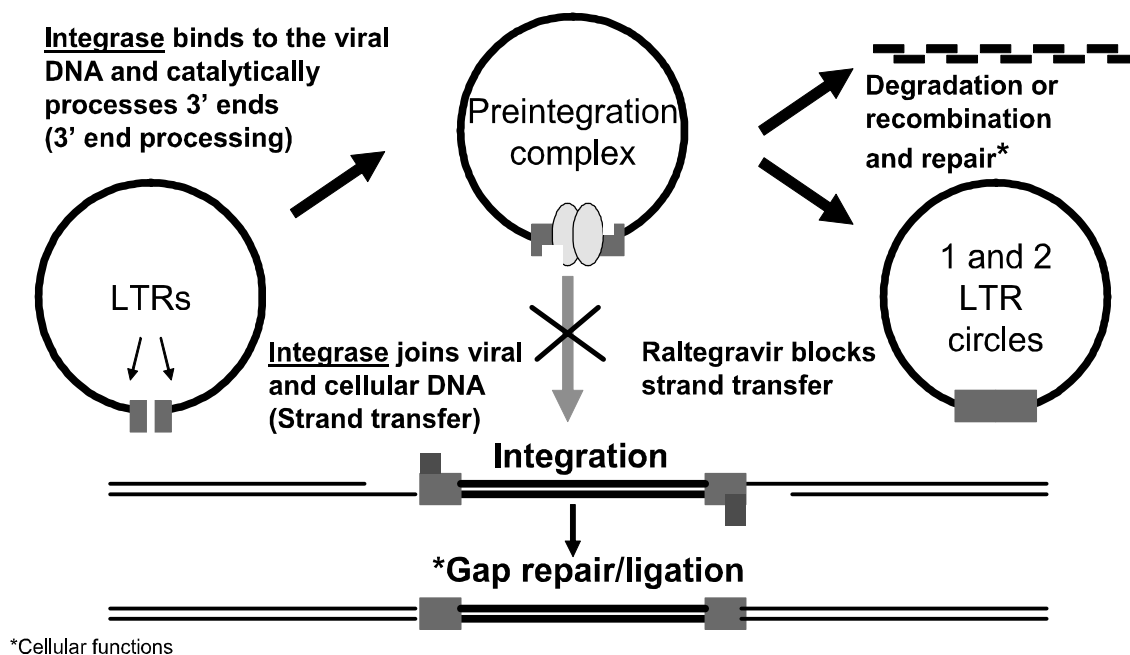 Integrase binds to the viral
DNA and catalytically
processes 3’ ends
(3’ end processing)
Preintegration
complex
Degradation or
recombination
and repair*
LTRs
1 and 2
LTR
circles
Integrase joins viral
and cellular DNA
(Strand transfer)
Raltegravir blocks
strand transfer
Integration
*Gap repair/ligation
*Cellular functions